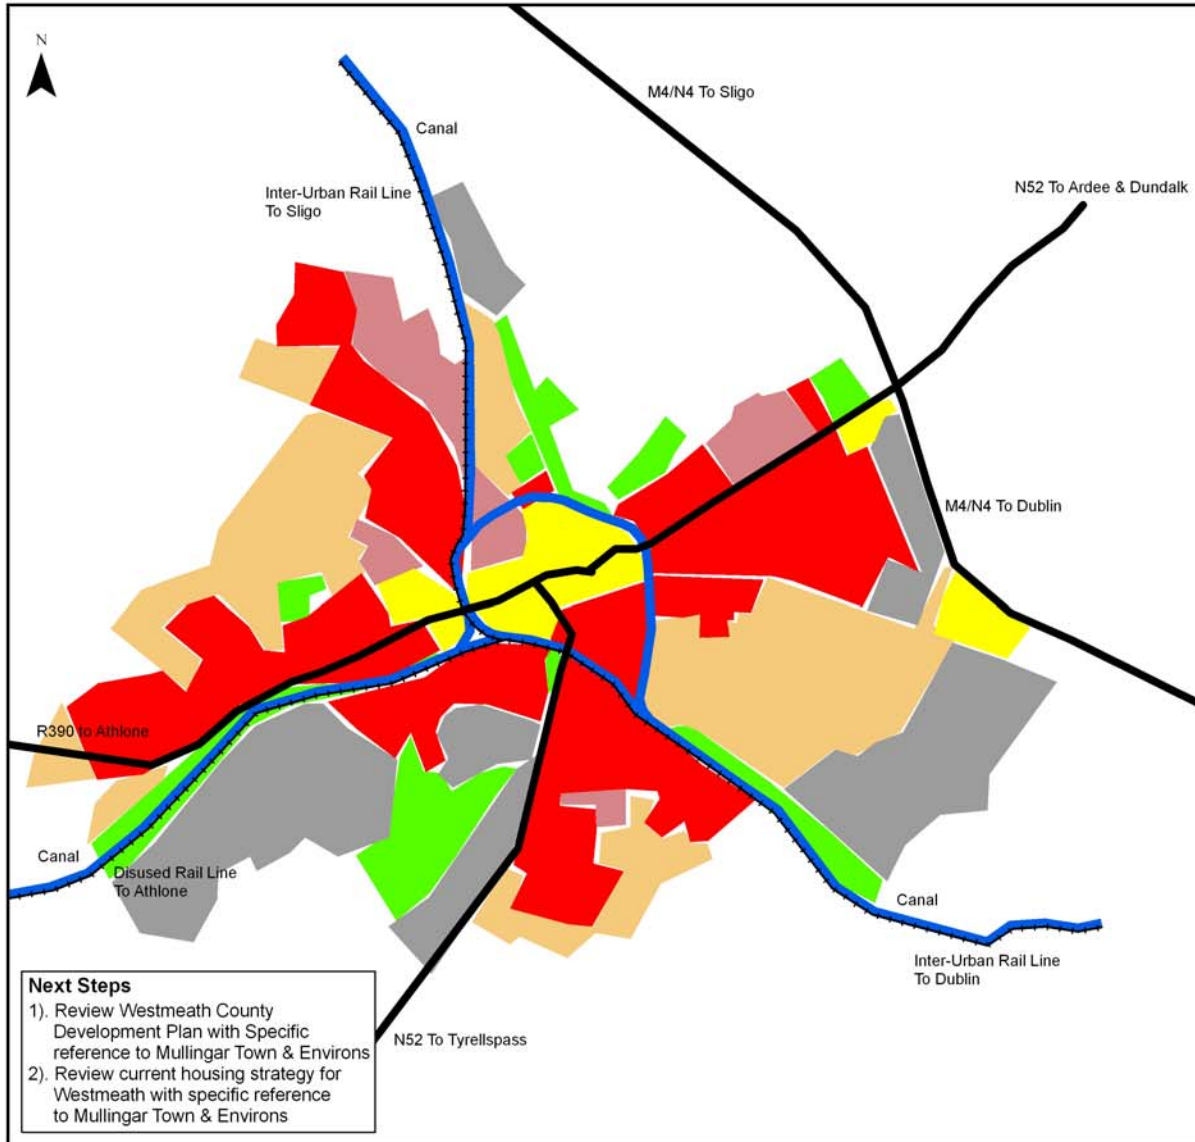 N
M4/N4 To Sligo
Canal
N52 To Ardee & Dundalk
Inter-Urban Rail Line
To Sligo
M4/N4 To Dublin
R390 to Athlone
Canal
Disused Rail Line
To Athlone
Canal
Inter-Urban Rail Line
To Dublin
N52 To Tyrellspass
Next Steps
1). Review Westmeath County
Development Plan with Specific
reference to Mullingar Town & Environs
2). Review current housing strategy for
Westmeath with specific reference
to Mullingar Town & Environs